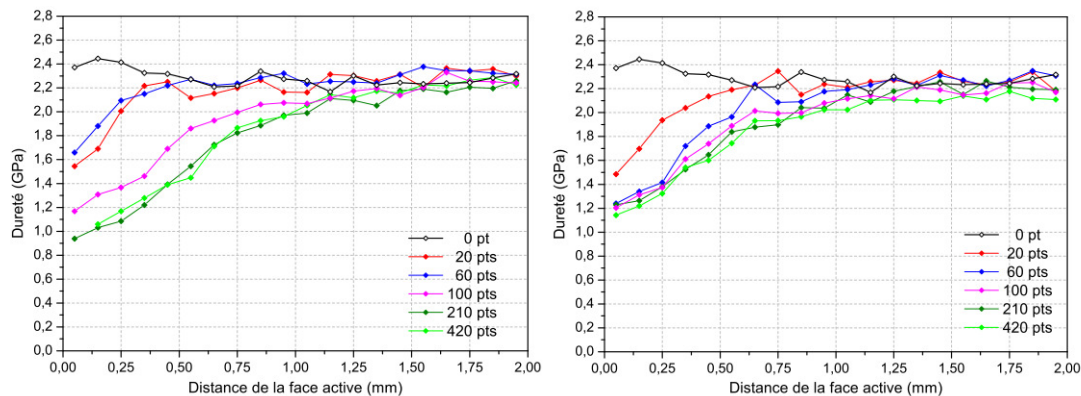 2,8
2,6
2,4
2,2
2,0
1,8
1,6
1,4
1,2
1,0
0,8
0,6
0,4
0,2
0,0
Dureté (GPa)
0 pt
20 pts
60 pts
100 pts
210 pts
420 pts
0,00 0,25 0,50 0,75 1,00 1,25 1,50 1,75 2,00
Distance de la face active (mm)
2,8
2,6
2,4
2,2
2,0
1,8
1,6
1,4
1,2
1,0
0,8
0,6
0,4
0,2
0,0
Dureté (GPa)
0 pt
20 pts
60 pts
100 pts
210 pts
420 pts
0,00 0,25 0,50 0,75 1,00 1,25 1,50 1,75 2,00
Distance de la face active (mm)